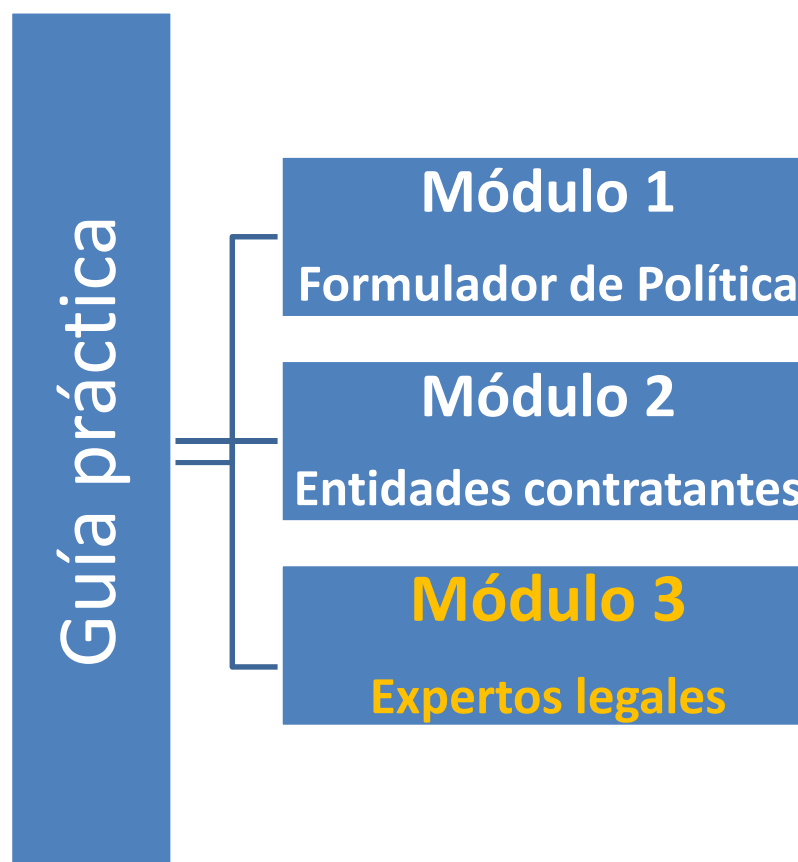 Guía práctica
Módulo 1
Formulador de Política
Módulo 2
Entidades contratantes
Módulo 3
Expertos legales